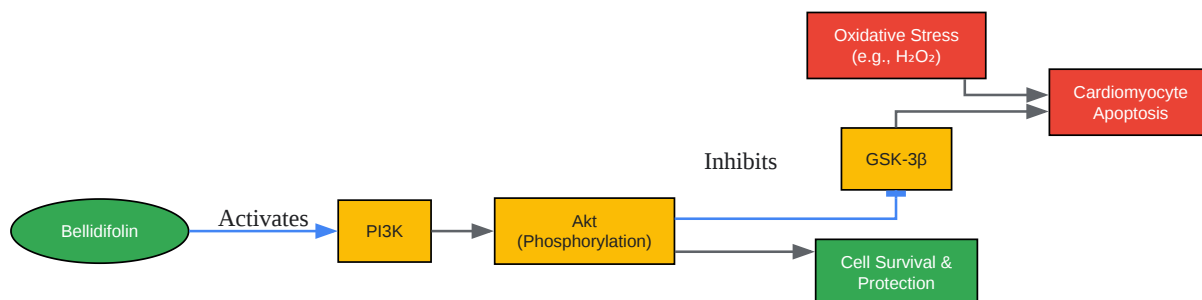 Oxidative Stress
(e.g., H₂O₂)
Cardiomyocyte
Apoptosis
Inhibits
GSK-3β
Bellidifolin
Activates
PI3K
Akt
(Phosphorylation)
Cell Survival &
Protection